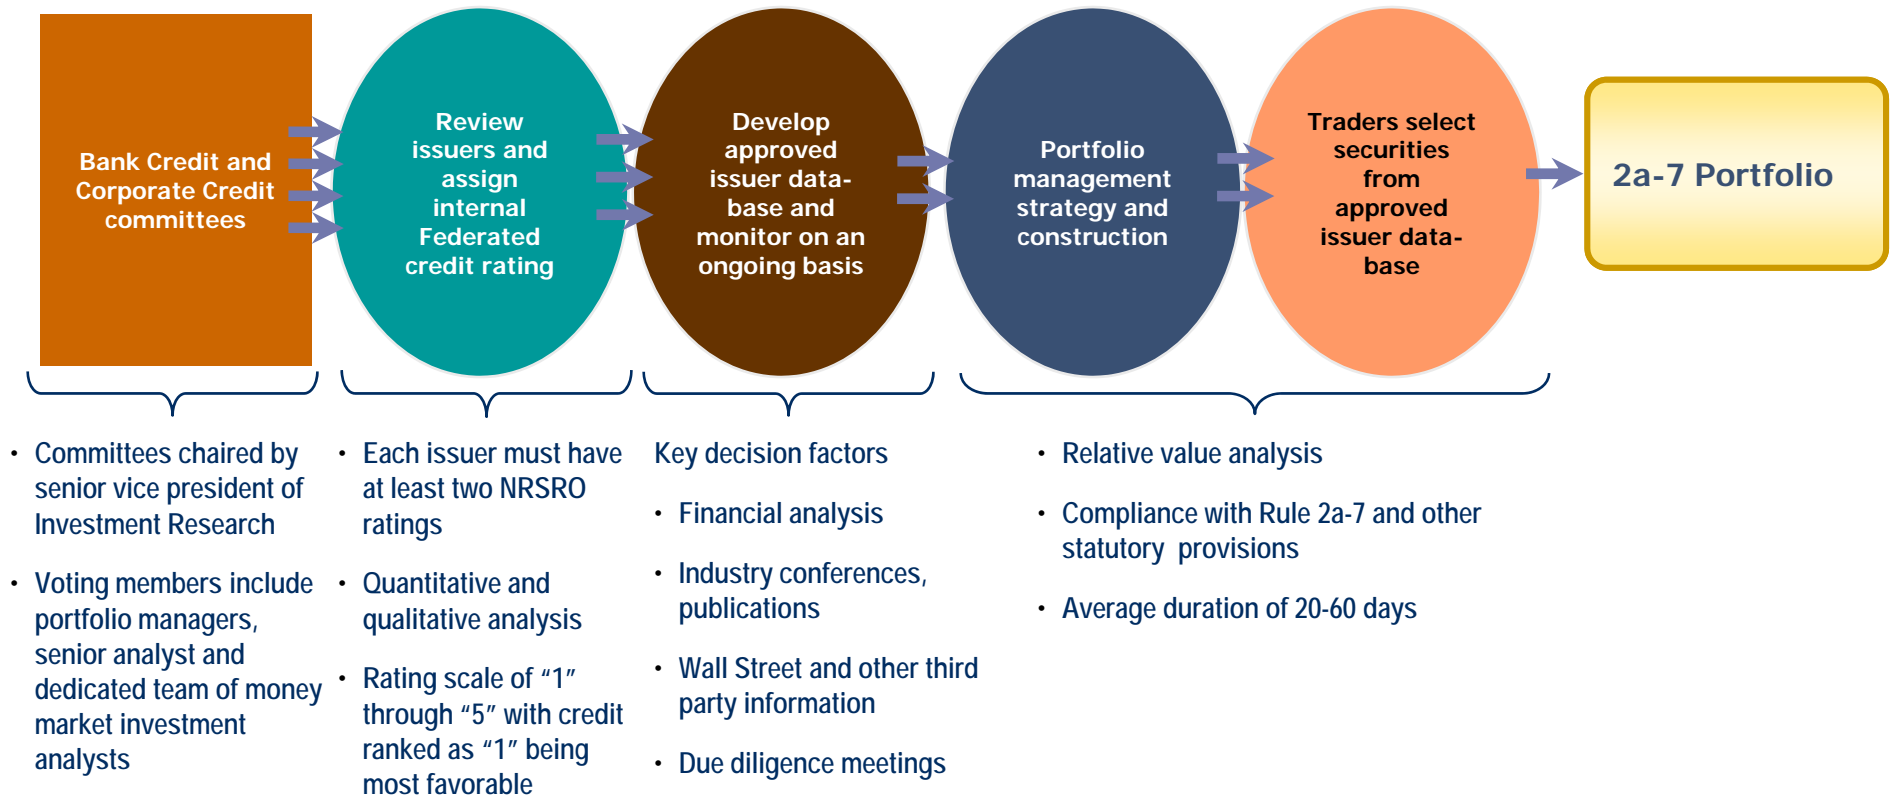 Bank Credit and
Corporate Credit
committees
Review
issuers and
assign
internal
Federated
credit rating
Develop
approved
issuer data-
base and
monitor on an
ongoing basis
Portfolio
management
strategy and
construction
Traders select
securities
from
approved
issuer data-
base
2a-7 Portfolio
• Committees chaired by
senior vice president of
Investment Research
• Voting members include
portfolio managers,
senior analyst and
dedicated team of money
market investment
analysts
• Each issuer must have
at least two NRSRO
ratings
• Quantitative and
qualitative analysis
• Rating scale of “1”
through “5” with credit
ranked as “1” being
most favorable
Key decision factors
• Financial analysis
• Industry conferences,
publications
• Wall Street and other third
party information
• Due diligence meetings
• Relative value analysis
• Compliance with Rule 2a-7 and other
statutory provisions
• Average duration of 20-60 days